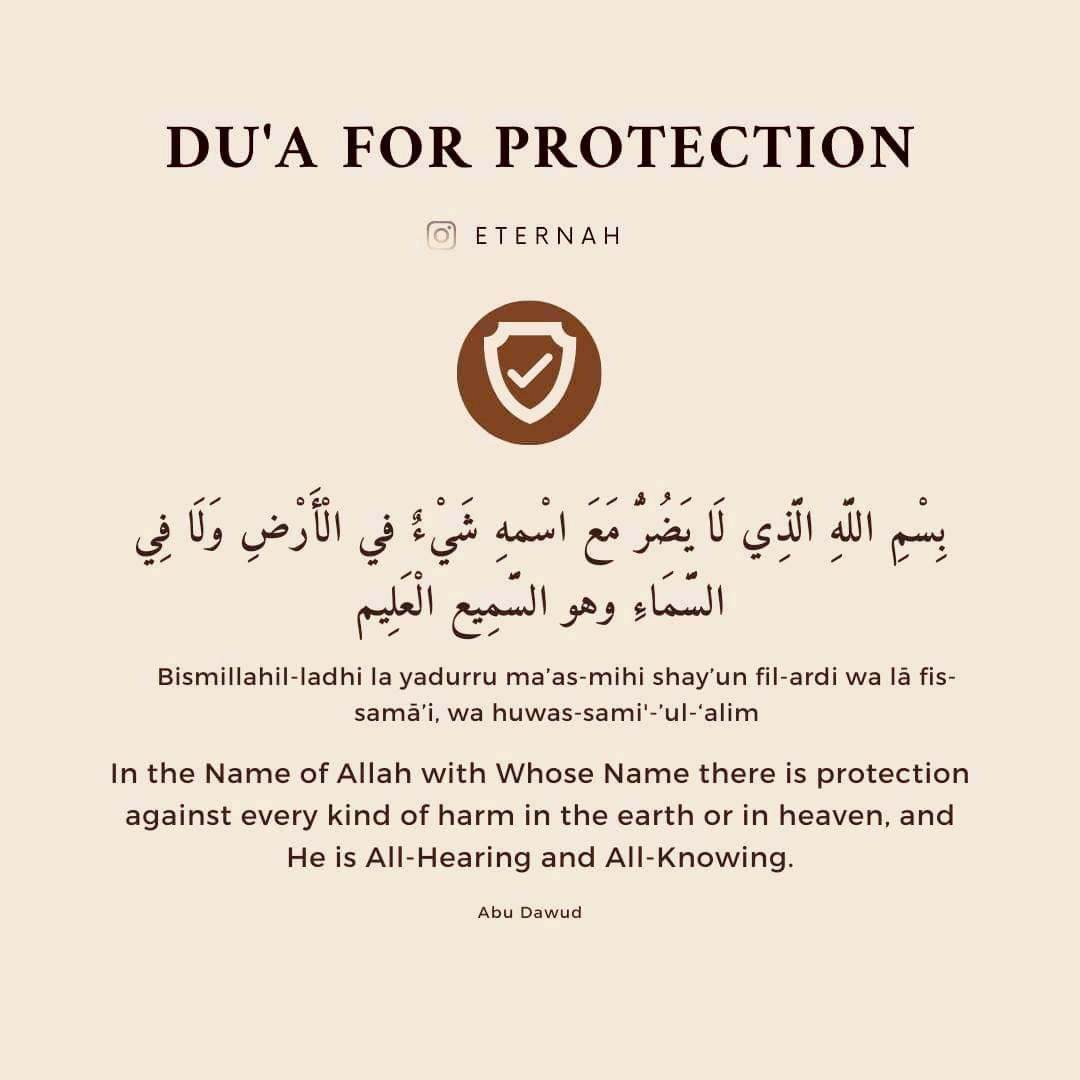 DU'A FOR PROTECTION
ETERNAH
بِسْمِ اللَّهِ الَّذِي لَا يَضُرُّ مَعَ اسْمهِ شَيْءٌ في الْأَرْضِ وَلَا فِي
السَّمَاءِ وهو السَّمِيع الْعَلِيم
Bismillahil-ladhi la yadurru ma’as-mihi shay’un fil-ardi wa lā fis-
samā’i, wa huwas-sami'-’ul-‘alim
In the Name of Allah with Whose Name there is protection
against every kind of harm in the earth or in heaven, and
He is All-Hearing and All-Knowing.
Abu Dawud